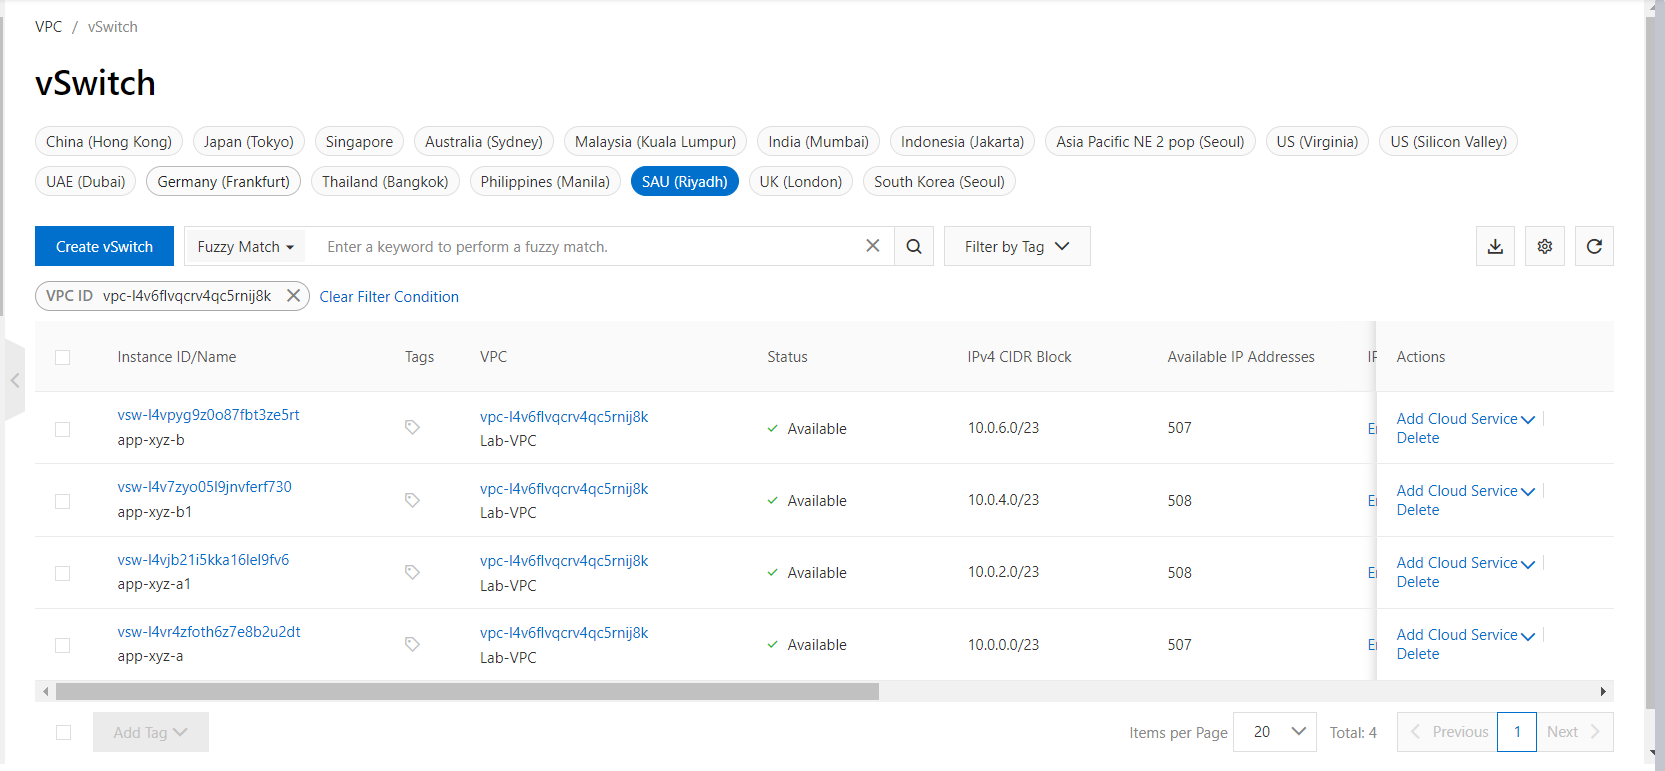 VPC / vSwitch
vSwitch
China (Hong Kong) Japan (Tokyo) Singapore Australia (Sydney) Malaysia (Kuala Lumpur) India (Mumbai) Indonesia (Jakarta) Asia Pacific NE 2 pop (Seoul) US (Virginia) US (Silicon Valley)
UAE (Dubai) Germany (Frankfurt) Thailand (Bangkok) Philippines (Manila) SAU (Riyadh) UK (London) South Korea (Seoul)
Create vSwitch Fuzzy Match Enter a keyword to perform a fuzzy match. Filter by Tag
VPC ID vpc-l4v6flvqcrv4qc5rnij8k Clear Filter Condition
Instance ID/Name Tags VPC Status IPv4 CIDR Block Available IP Addresses Actions
vsw-l4vpyg9z0o87fbt3ze5rt vpc-l4v6flvqcrv4qc5rnij8k Add Cloud Service
app-xyz-b Lab-VPC Available 10.0.6.0/23 507 Delete
vsw-l4v7zyo05l9jnvferf730 vpc-l4v6flvqcrv4qc5rnij8k Add Cloud Service
app-xyz-b1 Lab-VPC Available 10.0.4.0/23 508 Delete
vsw-l4vjb21i5kka16lel9fv6 vpc-l4v6flvqcrv4qc5rnij8k Add Cloud Service
app-xyz-a1 Lab-VPC Available 10.0.2.0/23 508 Delete
vsw-l4vr4zfoth6z7e8b2u2dt vpc-l4v6flvqcrv4qc5rnij8k Add Cloud Service
app-xyz-a Lab-VPC Available 10.0.0.0/23 507 Delete
Add Tag Items per Page 20 Total: 4 Previous 1 Next